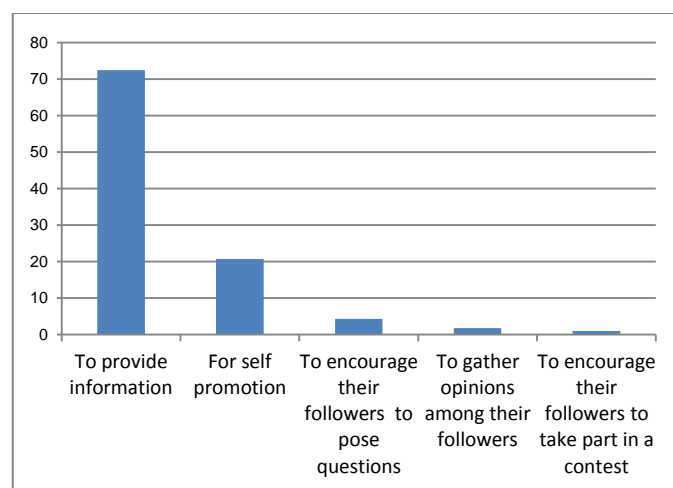 80
70
60
50
40
30
20
10
0
To provide
information
For self
promotion
To encourage
their
followers to
pose
questions
To gather
opinions
among their
followers
To encourage
their
followers to
take part in a
contest